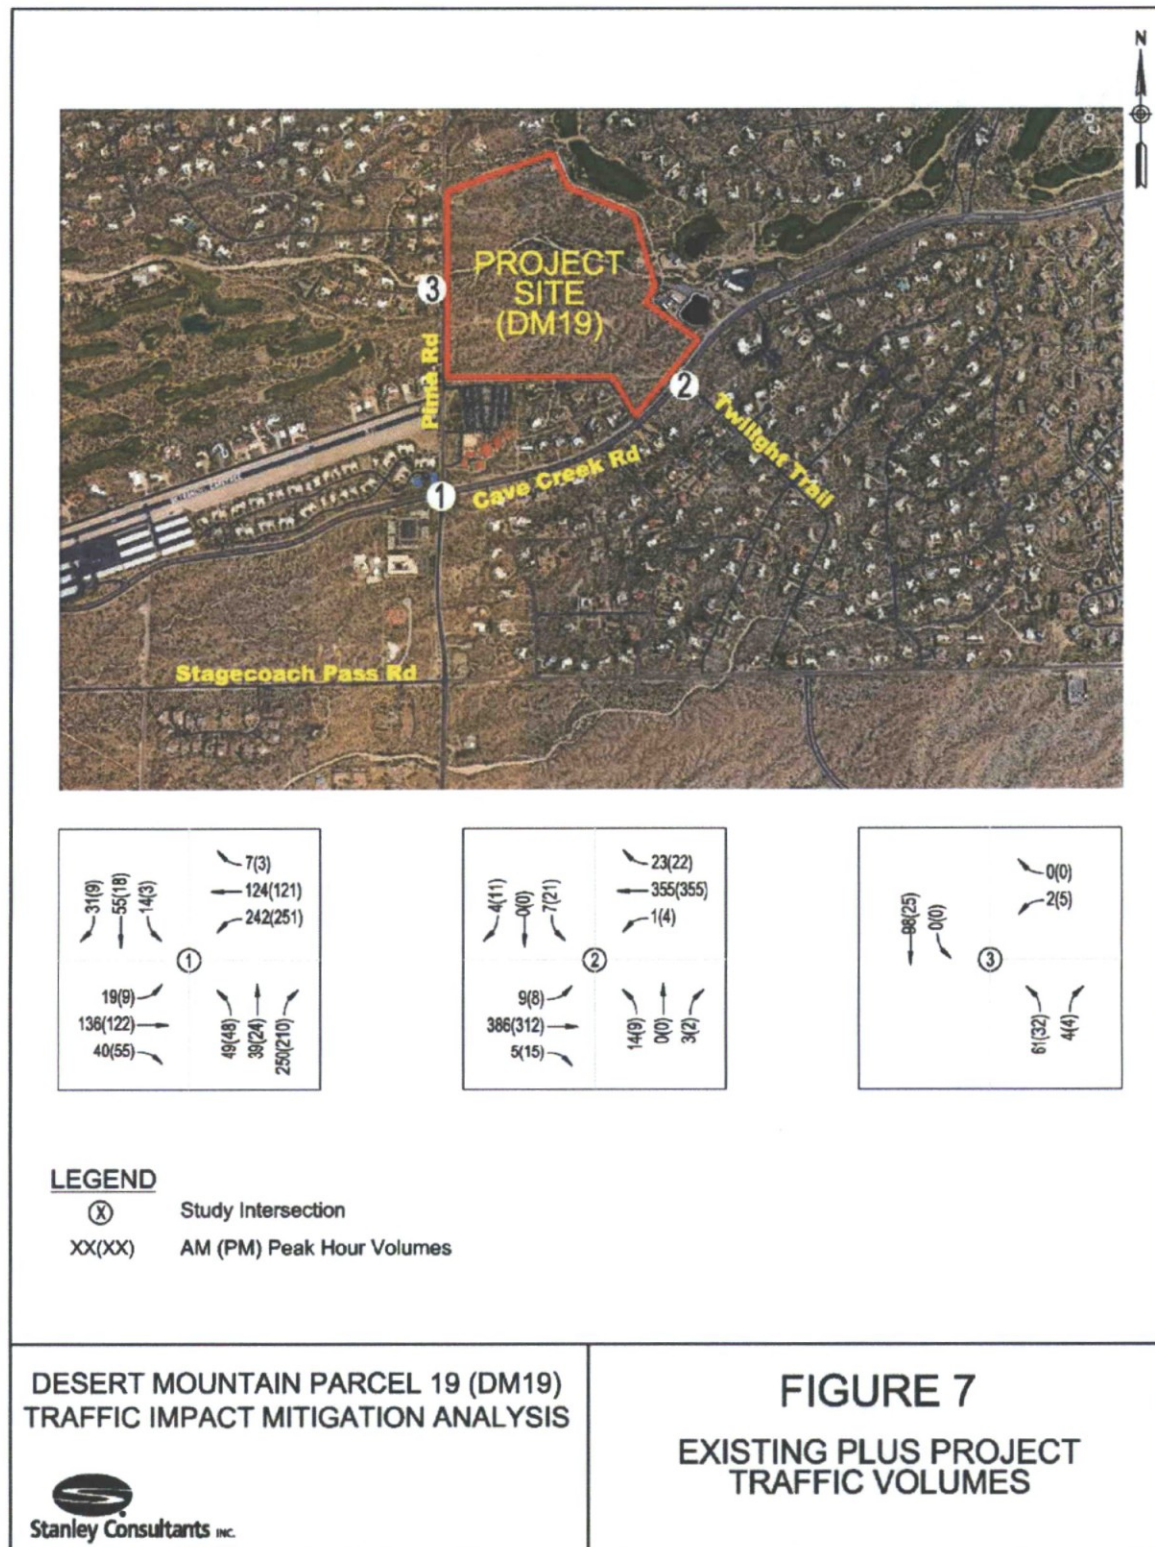 N
PROJECT
SITE
(DM19)
3
Pima Rd
2
Twilight Trail
Cave Creek Rd
1
Stagecoach Pass Rd
31(9)
55(18)
14(3)
7(3)
124(121)
242(251)
1
19(9)
136(122)
40(55)
49(48)
39(24)
250(210)
4(11)
0(0)
7(21)
23(22)
355(355)
1(4)
2
9(8)
386(312)
5(15)
14(9)
0(0)
3(2)
98(25)
0(0)
0(0)
2(5)
3
61(32)
4(4)
LEGEND
X Study Intersection
XX(XX) AM (PM) Peak Hour Volumes
DESERT MOUNTAIN PARCEL 19 (DM19)
TRAFFIC IMPACT MITIGATION ANALYSIS
Stanley Consultants INC.
FIGURE 7
EXISTING PLUS PROJECT
TRAFFIC VOLUMES